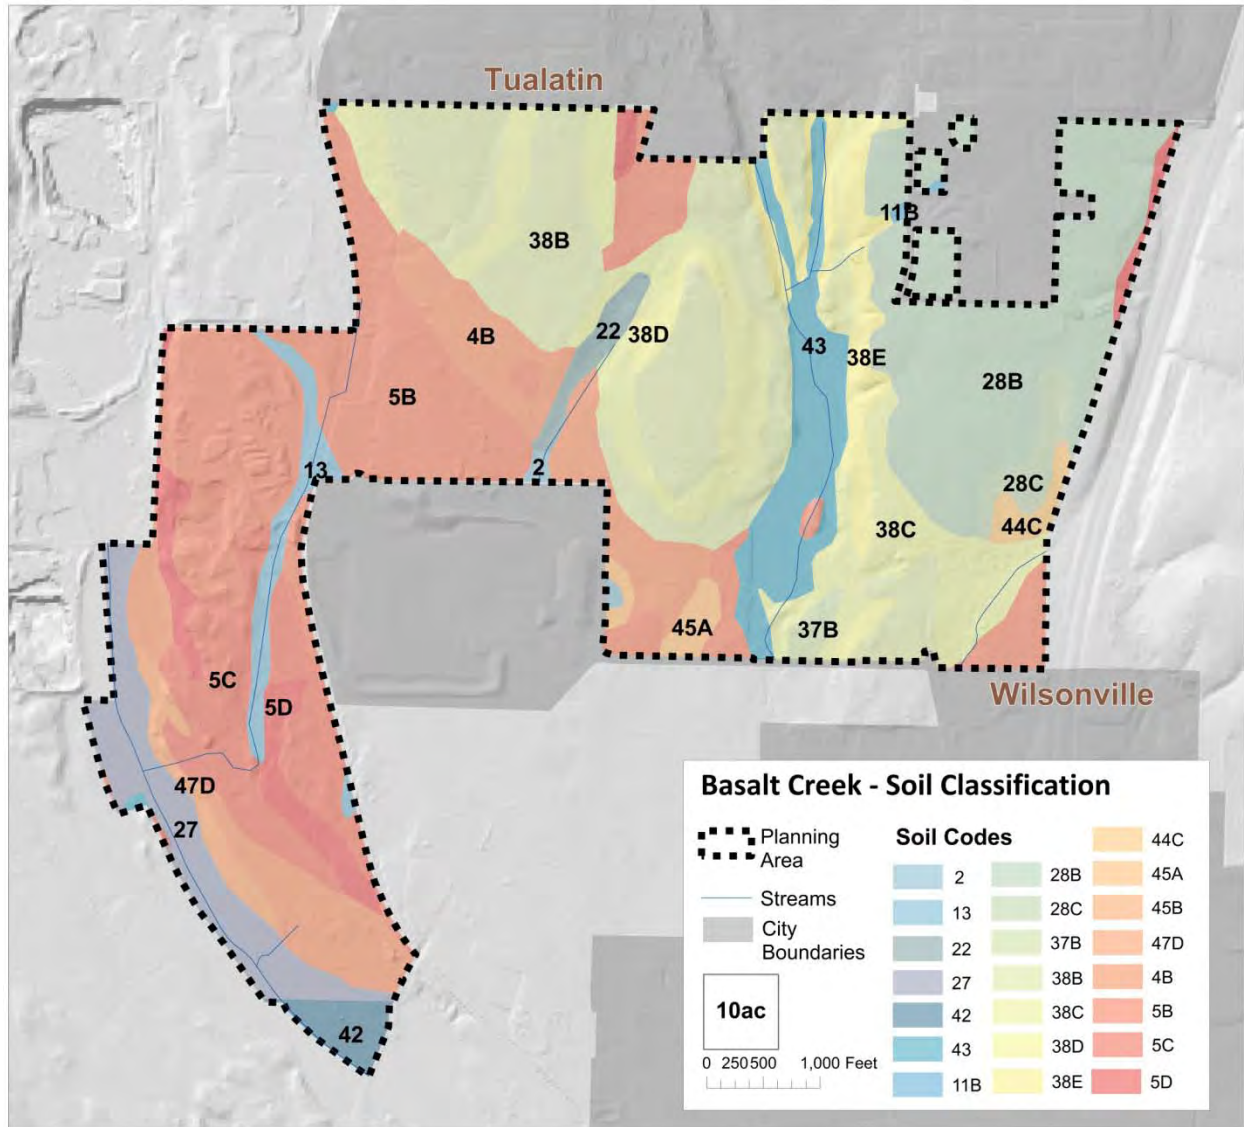 Tualatin
11B
38B
4B
22
38D
43
38E
28B
5B
13
2
28C
44C
38C
45A
37B
5C
5D
Wilsonville
47D
27
42
Basalt Creek - Soil Classification
Planning
Area
Streams
City
Boundaries
10ac
0 250 500 1,000 Feet
Soil Codes
2
13
22
27
42
43
11B
28B
28C
37B
38B
38C
38D
38E
44C
45A
45B
47D
4B
5B
5C
5D